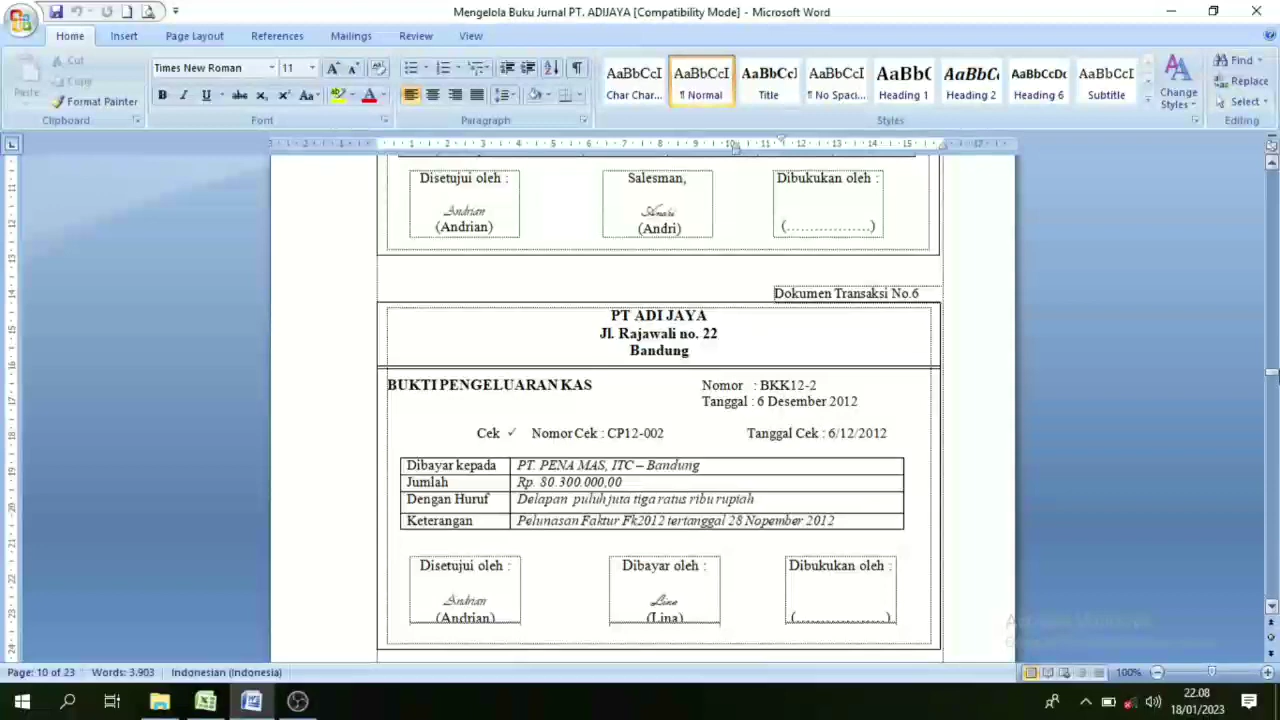 Mengelola Buku Jurnal PT. ADIJAYA [Compatibility Mode] - Microsoft Word
Home Insert Page Layout References Mailings Review View
Paste
Cut
Copy
Format Painter
Clipboard
Times New Roman 11
Font
Paragraph
AaBbCcI AaBbCcI AaBbCcI AaBbCcI AaBbC AaBbCc AaBbCcDc AaBbCcI
Char Char... ¶ Normal Title ¶ No Spaci... Heading 1 Heading 2 Heading 6 Subtitle
Change Styles
Styles
Find
Replace
Select
Editing
Disetujui oleh : Salesman, Dibukukan oleh :
Andrian Andri
(Andrian) (Andri) (..................)
Dokumen Transaksi No.6
PT ADI JAYA
Jl. Rajawali no. 22
Bandung
BUKTI PENGELUARAN KAS Nomor : BKK12-2
Tanggal : 6 Desember 2012
Cek ✓ Nomor Cek : CP12-002 Tanggal Cek : 6/12/2012
Dibayar kepada PT. PENA MAS, ITC – Bandung
Jumlah Rp. 80.300.000,00
Dengan Huruf Delapan puluh juta tiga ratus ribu rupiah
Keterangan Pelunasan Faktur Fk2012 tertanggal 28 Nopember 2012
Disetujui oleh : Dibayar oleh : Dibukukan oleh :
Andrian Lina
(Andrian) (Lina) (....................)
Page: 10 of 23 Words: 3.903 Indonesian (Indonesia) 100%
22.08
18/01/2023